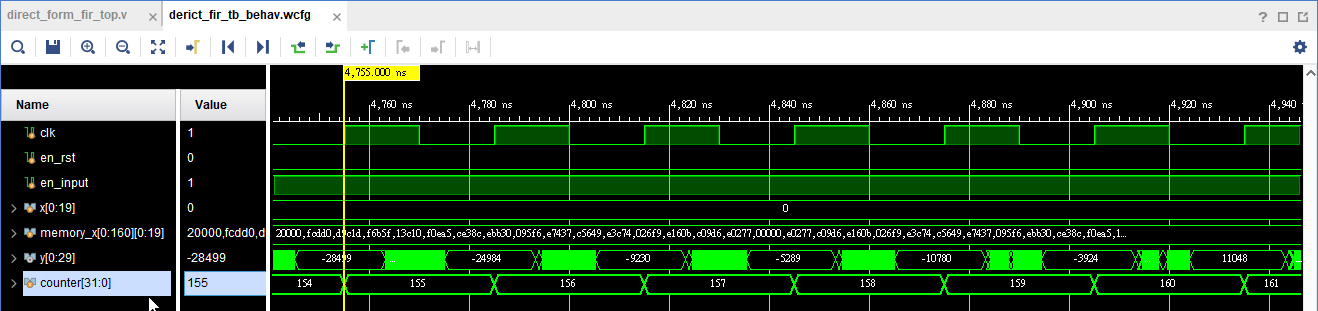 direct_form_fir_top.v × derict_fir_tb_behav.wcfg ×
4,755.000 ns
Name Value
4,760 ns 4,780 ns 4,800 ns 4,820 ns 4,840 ns 4,860 ns 4,880 ns 4,900 ns 4,920 ns 4,940
clk 1
en_rst 0
en_input 1
x[0:19] 0 0
memory_x[0:160][0:19] 20000,fcdd0,d 20000,fcdd0,d9c1d,f6b5f,13c10,f0ea5,ce38c,ebb30,095f6,e7437,c5649,e3c74,026f9,e160b,c09d6,e0277,00000,e0277,c09d6,e160b,026f9,e3c74,c5649,e7437,095f6,ebb30,ce38c,f0ea5,1...
y[0:29] -28499 -28499 -24984 -9230 -5289 -10780 -3924 11048
counter[31:0] 155 154 155 156 157 158 159 160 161